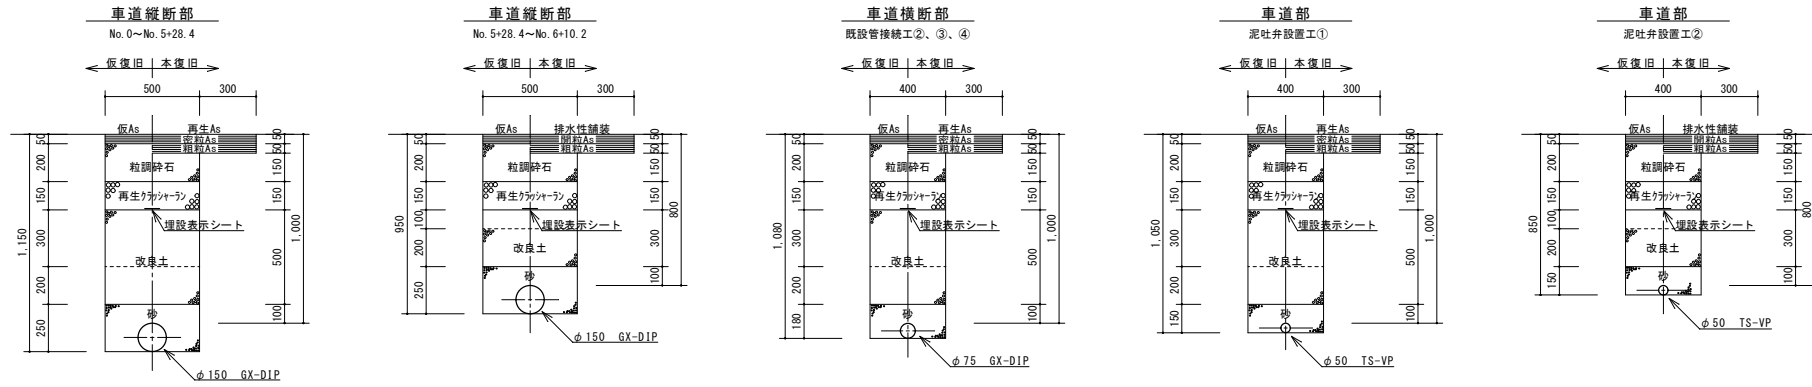 車道縦断部
No.0〜No.5+28.4
仮復旧 本復旧
500 300
仮As 再生As
密粒As
粗粒As
粒調砕石
再生クラッシャーラン
埋設表示シート
改良土
砂
φ150 GX-DIP
50
200
150
300
200
250
1,150
50
50
150
150
500
100
1,000
車道縦断部
No.5+28.4〜No.6+10.2
仮復旧 本復旧
500 300
仮As 排水性舗装
開粒As
粗粒As
粒調砕石
再生クラッシャーラン
埋設表示シート
改良土
砂
φ150 GX-DIP
50
200
150
100
200
250
950
50
50
150
150
300
100
800
車道横断部
既設管接続工②、③、④
仮復旧 本復旧
400 300
仮As 再生As
密粒As
粗粒As
粒調砕石
再生クラッシャーラン
埋設表示シート
改良土
砂
φ75 GX-DIP
50
200
150
300
200
180
1,080
50
50
150
150
500
100
1,000
車道部
泥吐弁設置工①
仮復旧 本復旧
400 300
仮As 再生As
密粒As
粗粒As
粒調砕石
再生クラッシャーラン
埋設表示シート
改良土
砂
φ50 TS-VP
50
200
150
300
200
150
1,050
50
50
150
150
500
100
1,000
車道部
泥吐弁設置工②
仮復旧 本復旧
400 300
仮As 排水性舗装
開粒As
粗粒As
粒調砕石
再生クラッシャーラン
埋設表示シート
改良土
砂
φ50 TS-VP
50
200
150
100
200
150
850
50
50
150
150
300
100
800